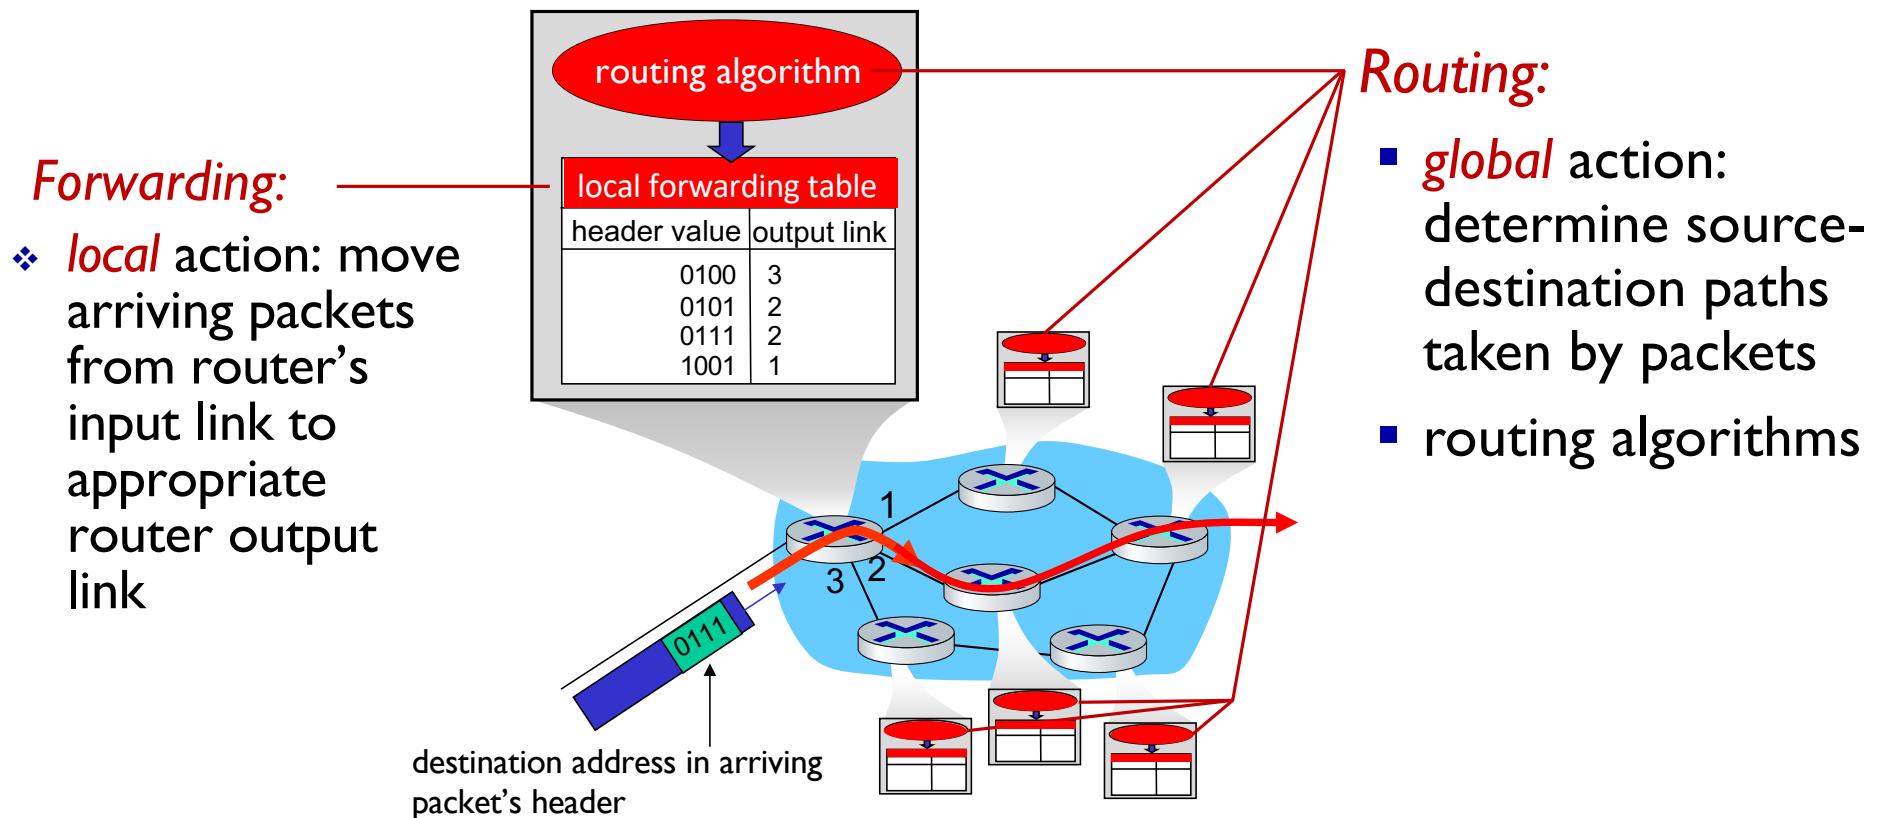 Forwarding:
local action: move
arriving packets
from router's
input link to
appropriate
router output
link
routing algorithm
local forwarding table
header value output link
0100 3
0101 2
0111 2
1001 1
1
2
3
0111
destination address in arriving
packet's header
Routing:
global action:
determine source-
destination paths
taken by packets
routing algorithms